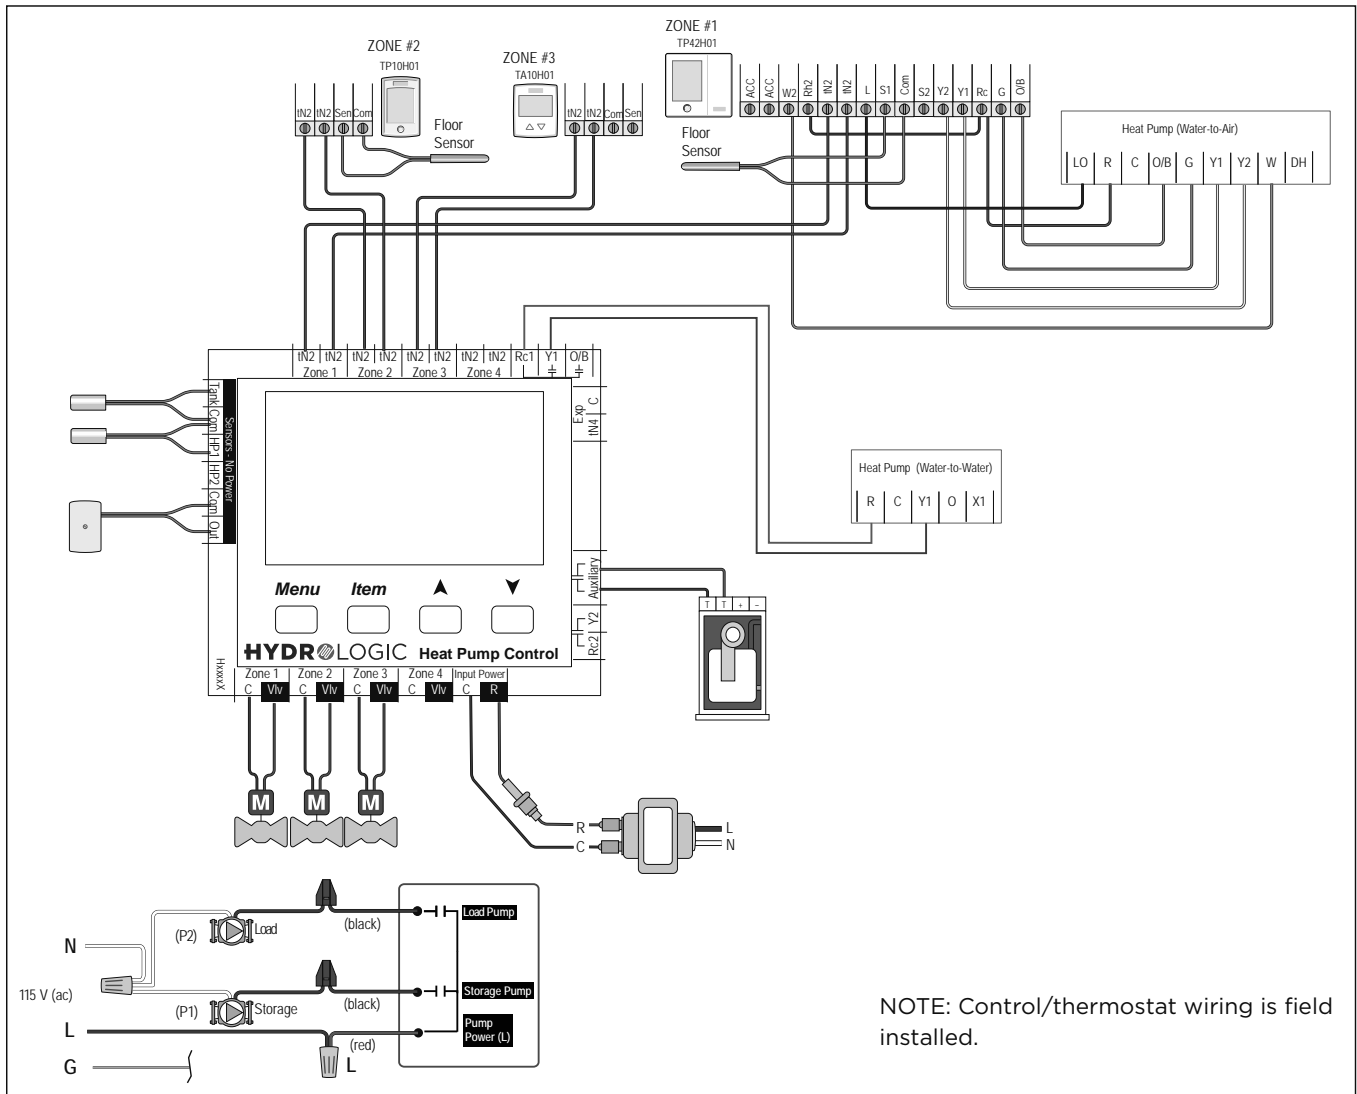 ZONE #1
TP42H01
ZONE #2
TP10H01
ZONE #3
TA10H01
tN2 tN2 Sen Com
tN2 tN2 Com Sen
ACC ACC W2 Rh2 tN2 tN2 L S1 Com S2 Y2 Y1 Rc G O/B
Floor
Sensor
Floor
Sensor
Heat Pump (Water-to-Air)
LO R C O/B G Y1 Y2 W DH
tN2 tN2 tN2 tN2 tN2 tN2 tN2 tN2 Rc1 Y1 O/B
Zone 1 Zone 2 Zone 3 Zone 4
Tank Com HP1 HP2 Com Out
Sensors - No Power
Exp
C
tN4
Heat Pump (Water-to-Water)
R C Y1 O X1
Auxiliary
Rc2 Y2
T T + –
Menu Item
HYDROLOGIC Heat Pump Control
HxxxxX
Zone 1 Zone 2 Zone 3 Zone 4 Input Power
C Vlv C Vlv C Vlv C Vlv C R
M M M
R
C
L
N
N
115 V (ac)
L
G
(P2)
Load
(black)
Load Pump
(P1)
Storage
(black)
Storage Pump
Pump
Power (L)
(red)
L
NOTE: Control/thermostat wiring is field
installed.